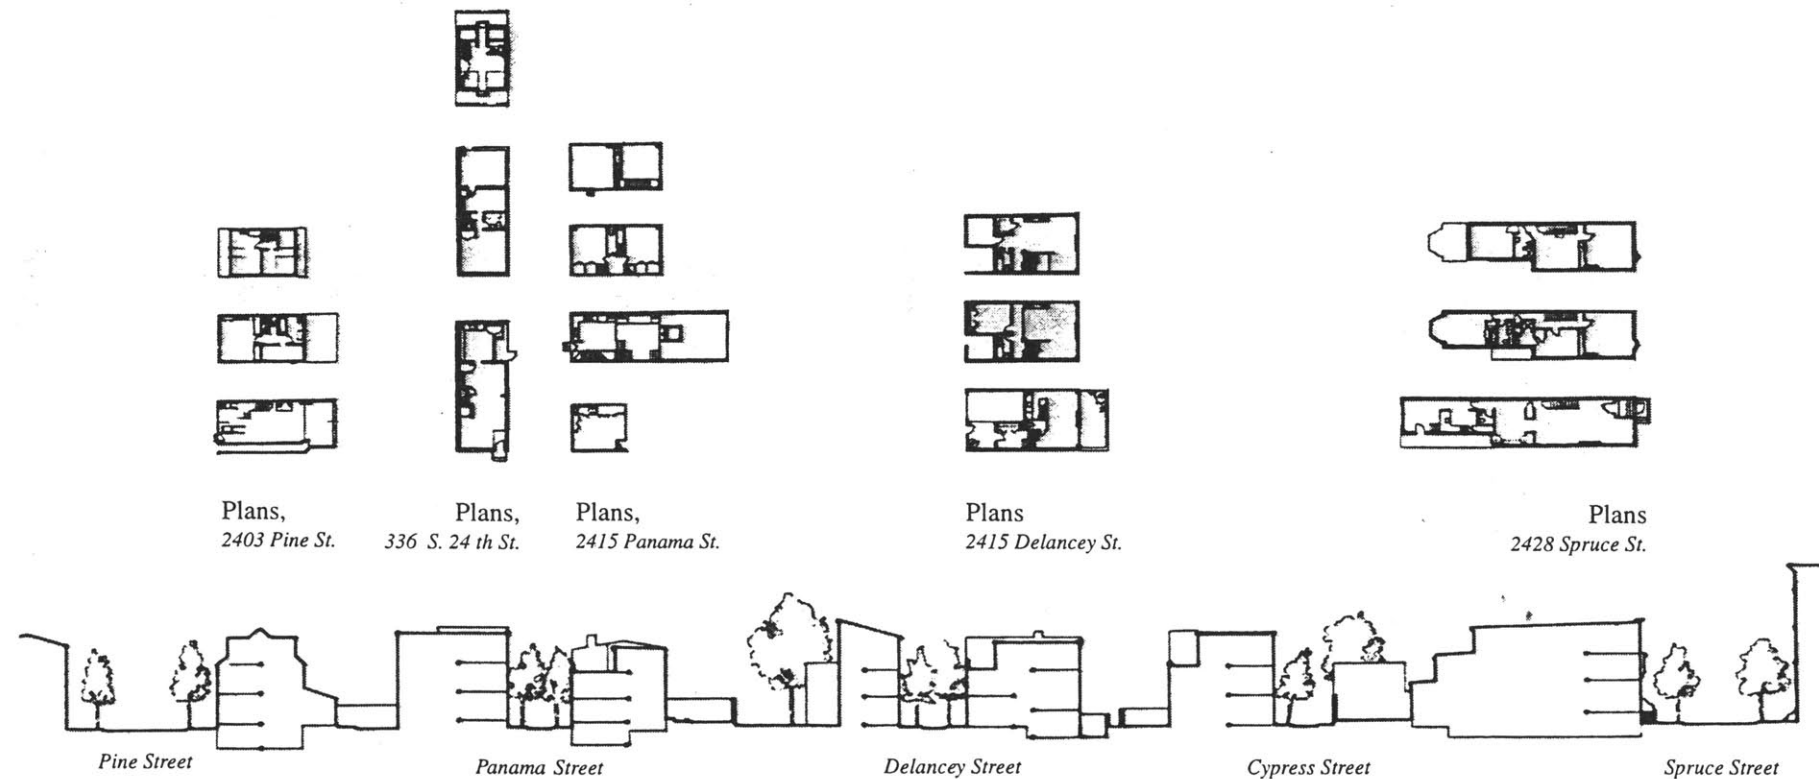 Plans,
2403 Pine St.
Plans,
336 S. 24 th St.
Plans,
2415 Panama St.
Plans
2415 Delancey St.
Plans
2428 Spruce St.
Pine Street
Panama Street
Delancey Street
Cypress Street
Spruce Street